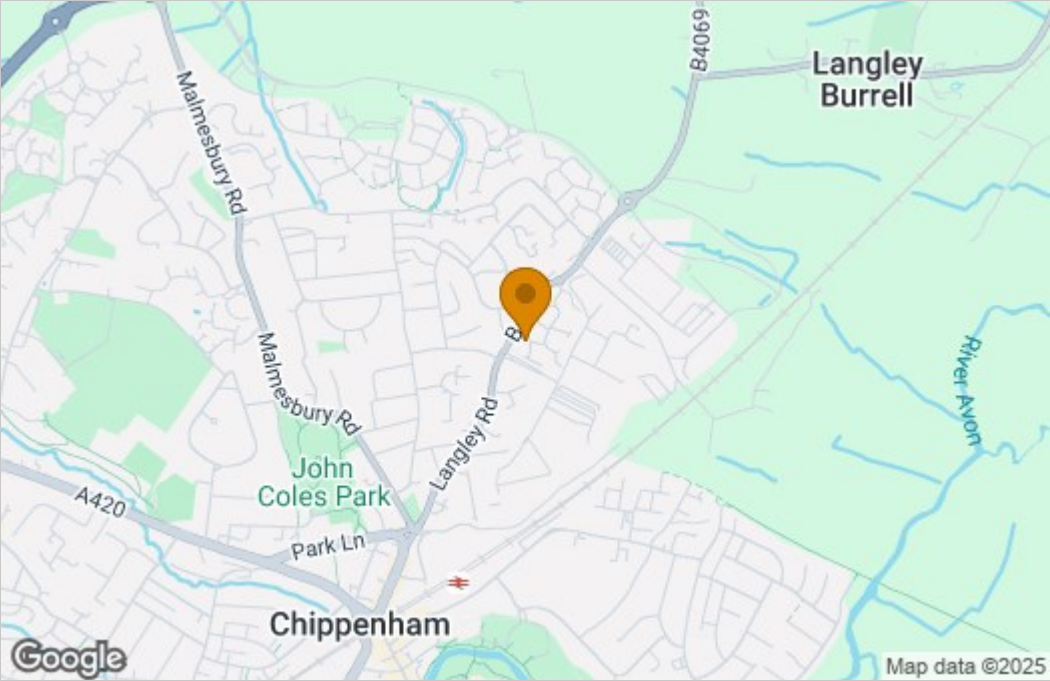 B4069
Langley
Burrell
Malmesbury Rd
B
River Avon
Malmesbury Rd
Langley Rd
John
Coles Park
A420
Park Ln
Chippenham
Google
Map data ©2025